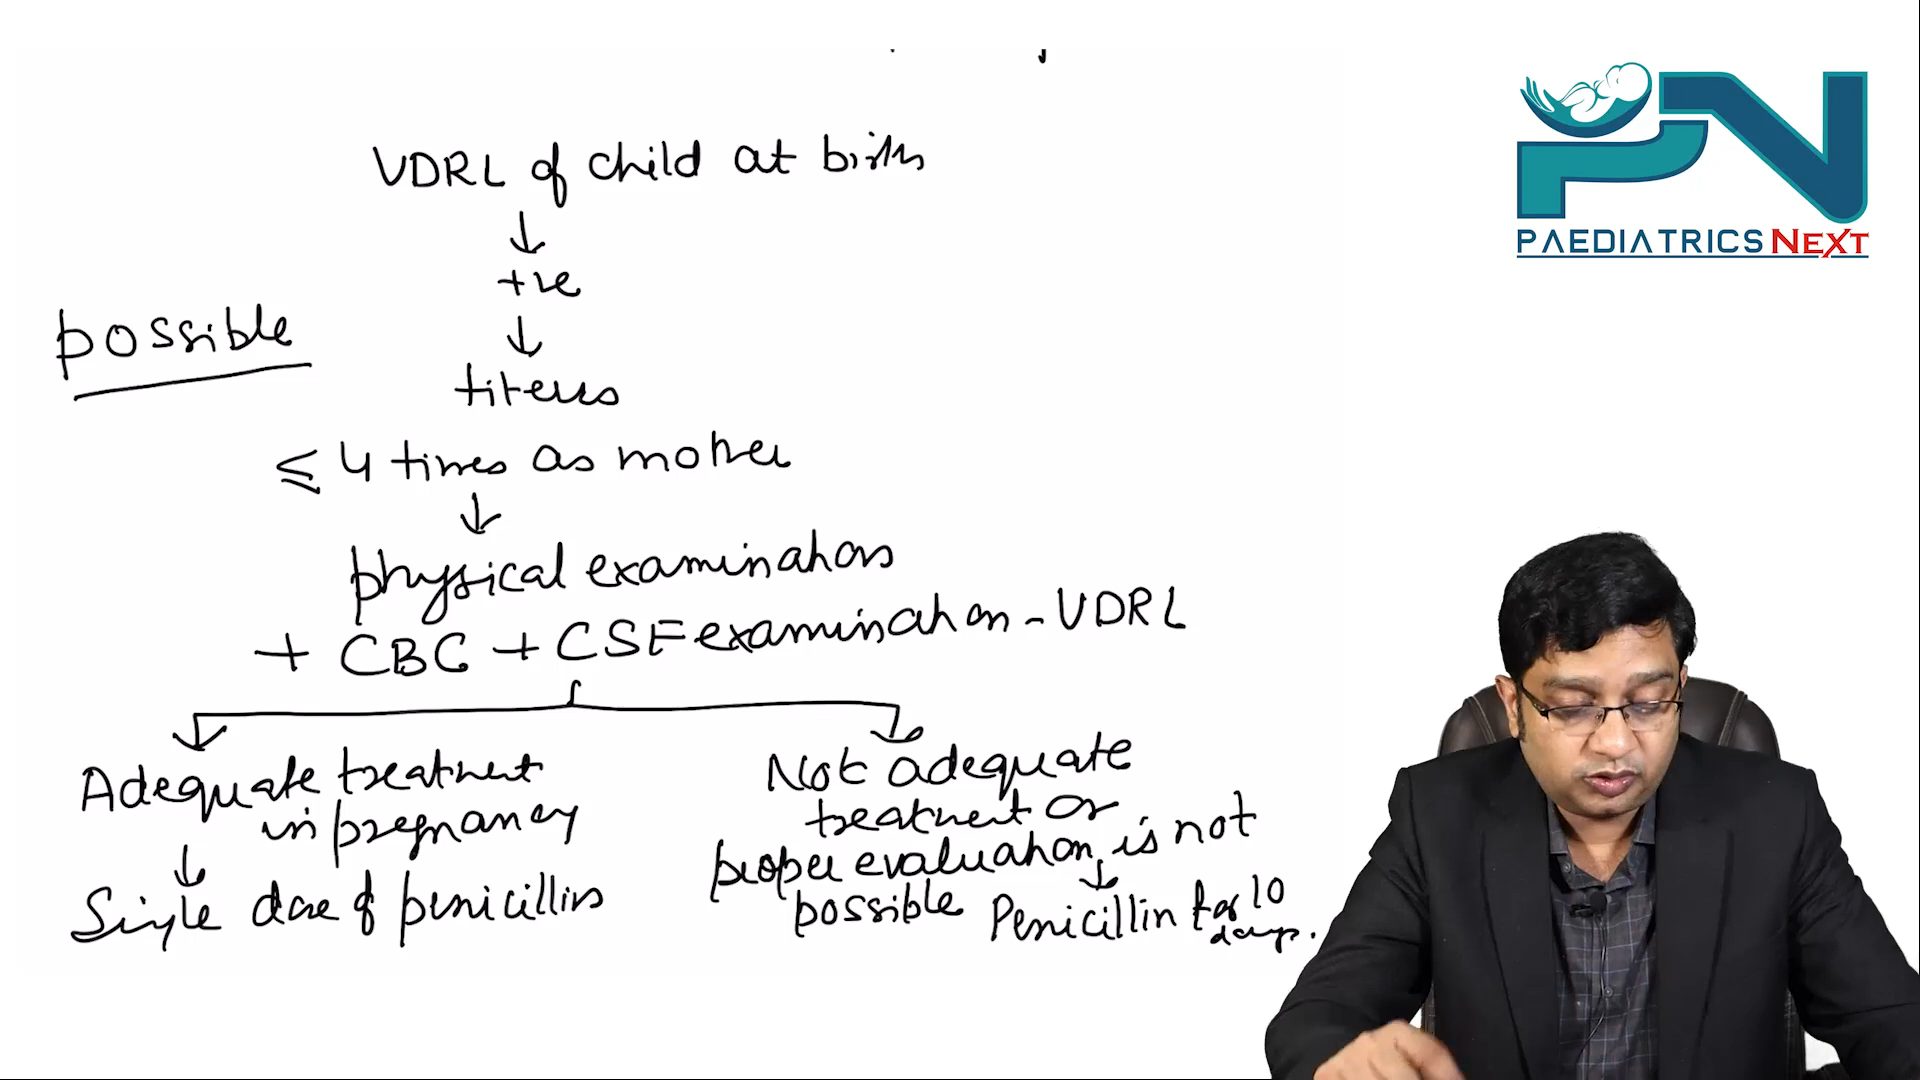 VDRL of child at birth
↓
+ve
↓
possible
titers
≤ 4 times as mother
↓
physical examination
+ CBC + CSF examination - VDRL
Adequate treatment
in pregnancy
↓
Single dose of penicillin
Not adequate
treatment or
proper evaluation is not
possible
↓
Penicillin for 10
days.
PAEDIATRICS NEXT